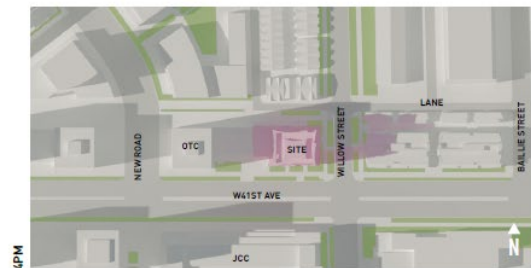 LANE
NEW ROAD
OTC
SITE
WILLOW STREET
BAILLIE STREET
W41ST AVE
JCC
4PM
N